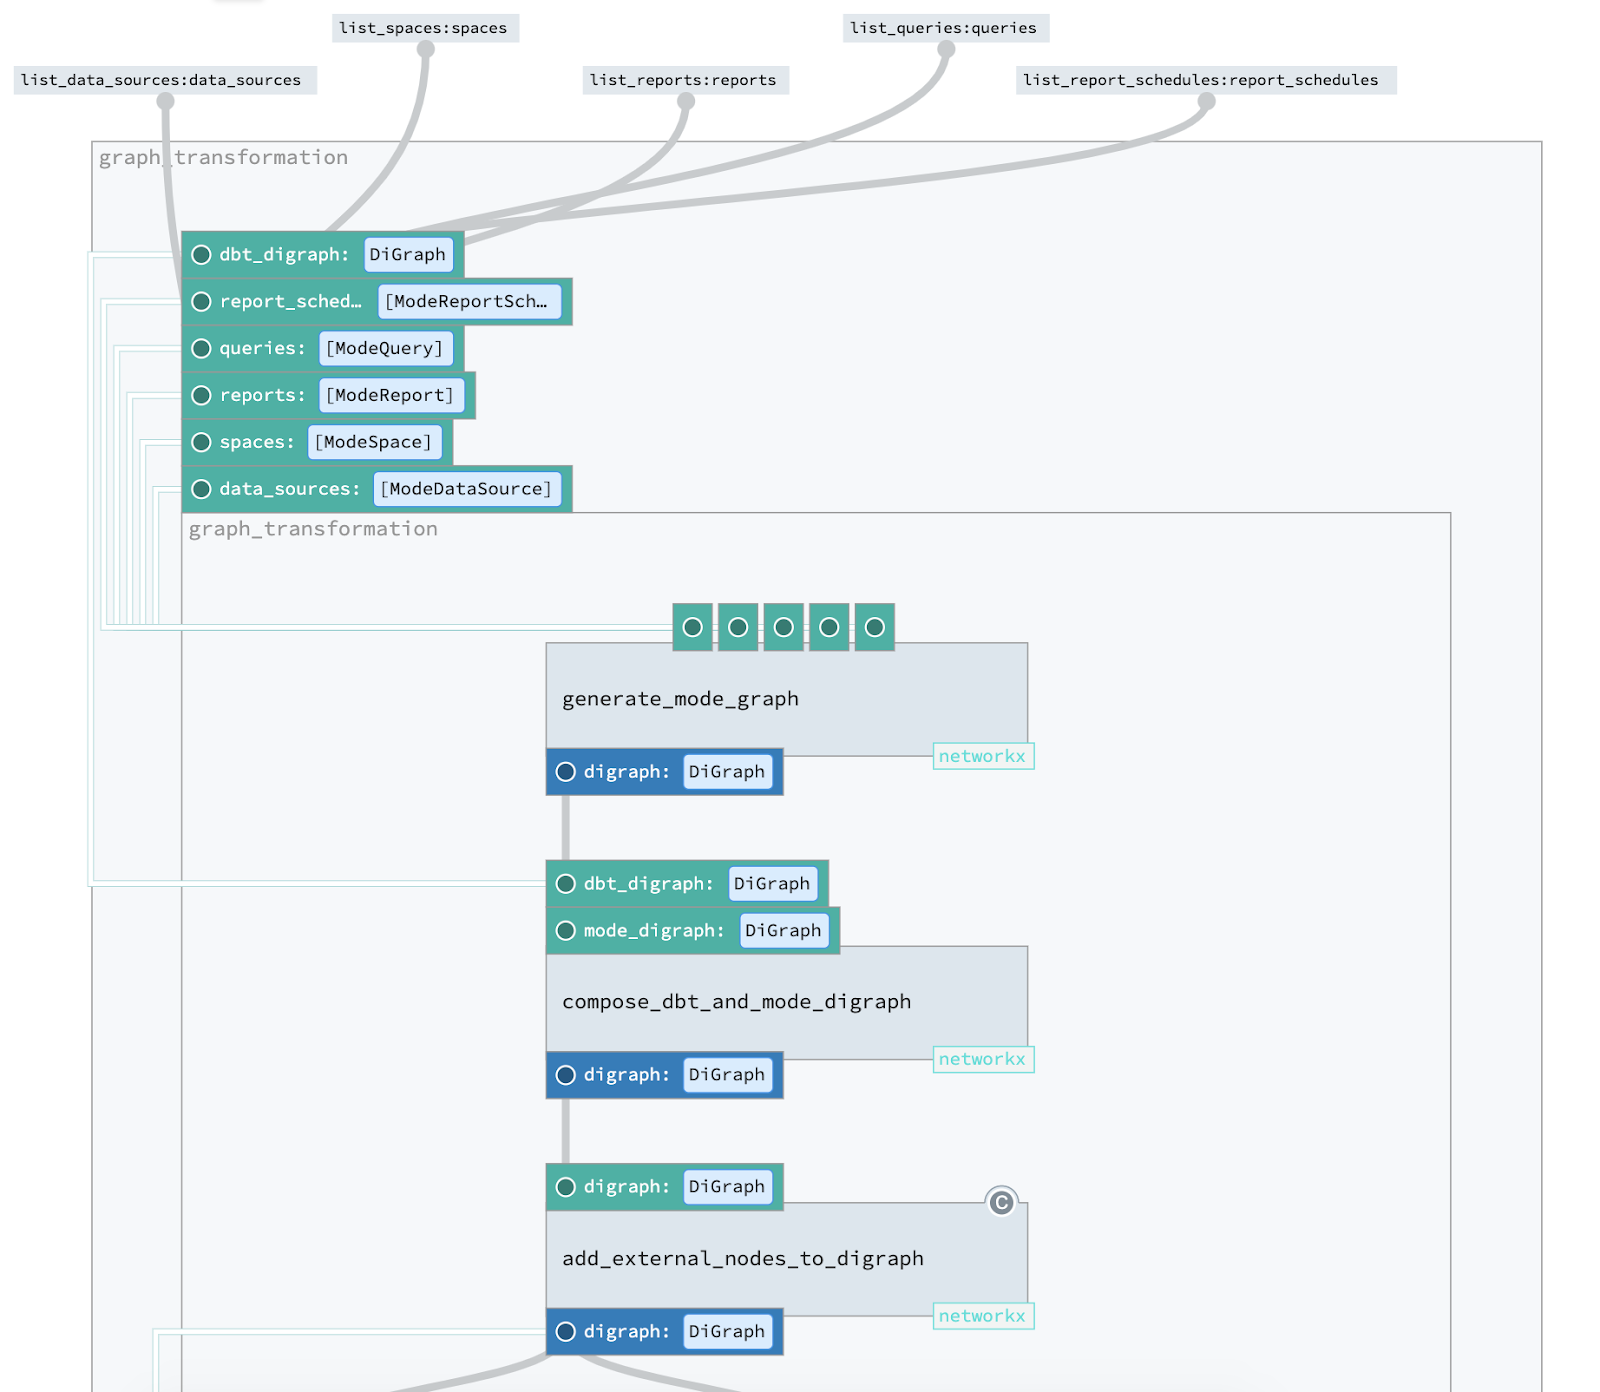 list_spaces:spaces
list_queries:queries
list_data_sources:data_sources
list_reports:reports
list_report_schedules:report_schedules
graph_transformation
dbt_digraph: DiGraph
report_sched… [ModeReportSch…
queries: [ModeQuery]
reports: [ModeReport]
spaces: [ModeSpace]
data_sources: [ModeDataSource]
graph_transformation
generate_mode_graph
networkx
digraph: DiGraph
dbt_digraph: DiGraph
mode_digraph: DiGraph
compose_dbt_and_mode_digraph
networkx
digraph: DiGraph
digraph: DiGraph
C
add_external_nodes_to_digraph
networkx
digraph: DiGraph